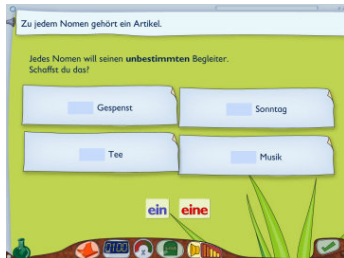 Zu jedem Nomen gehört ein Artikel.
Jedes Nomen will seinen unbestimmten Begleiter.
Schaffst du das?
Gespenst
Sonntag
Tee
Musik
ein eine